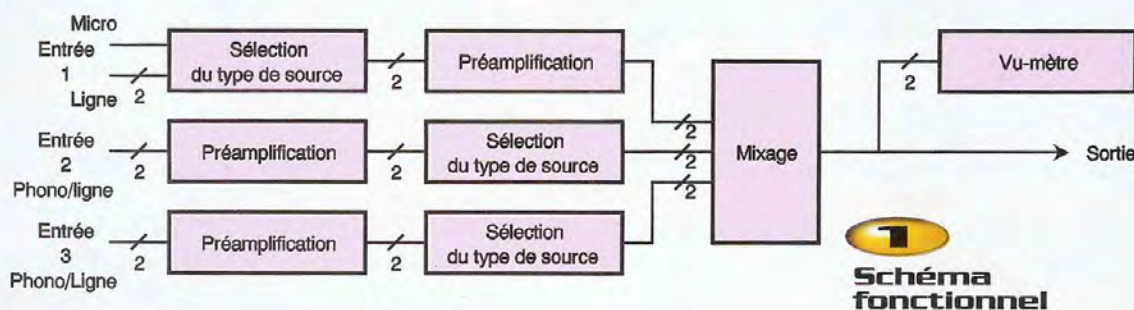 Micro
Entrée
1
Ligne
2
Sélection
du type de source
2
Préamplification
2
Entrée
2
Phono/ligne
2
Préamplification
2
Sélection
du type de source
2
Entrée
3
Phono/Ligne
2
Préamplification
2
Sélection
du type de source
2
Mixage
2
Vu-mètre
Sortie
1
Schéma
fonctionnel